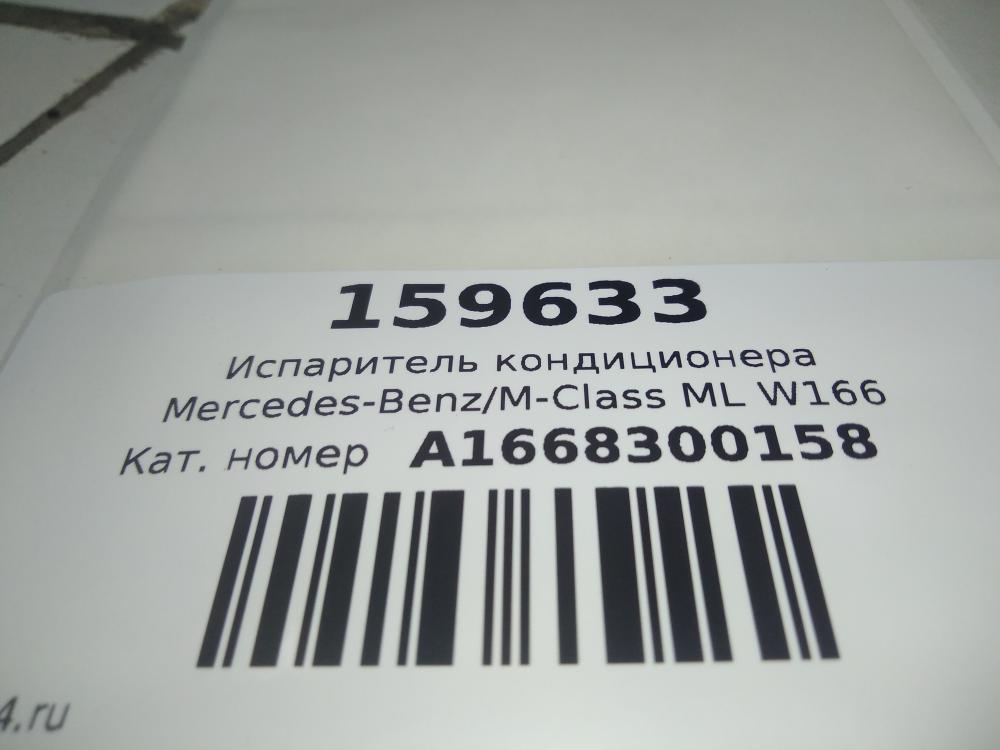 159633
Испаритель кондиционера
Mercedes-Benz/M-Class ML W166
Кат. номер A1668300158
4.ru